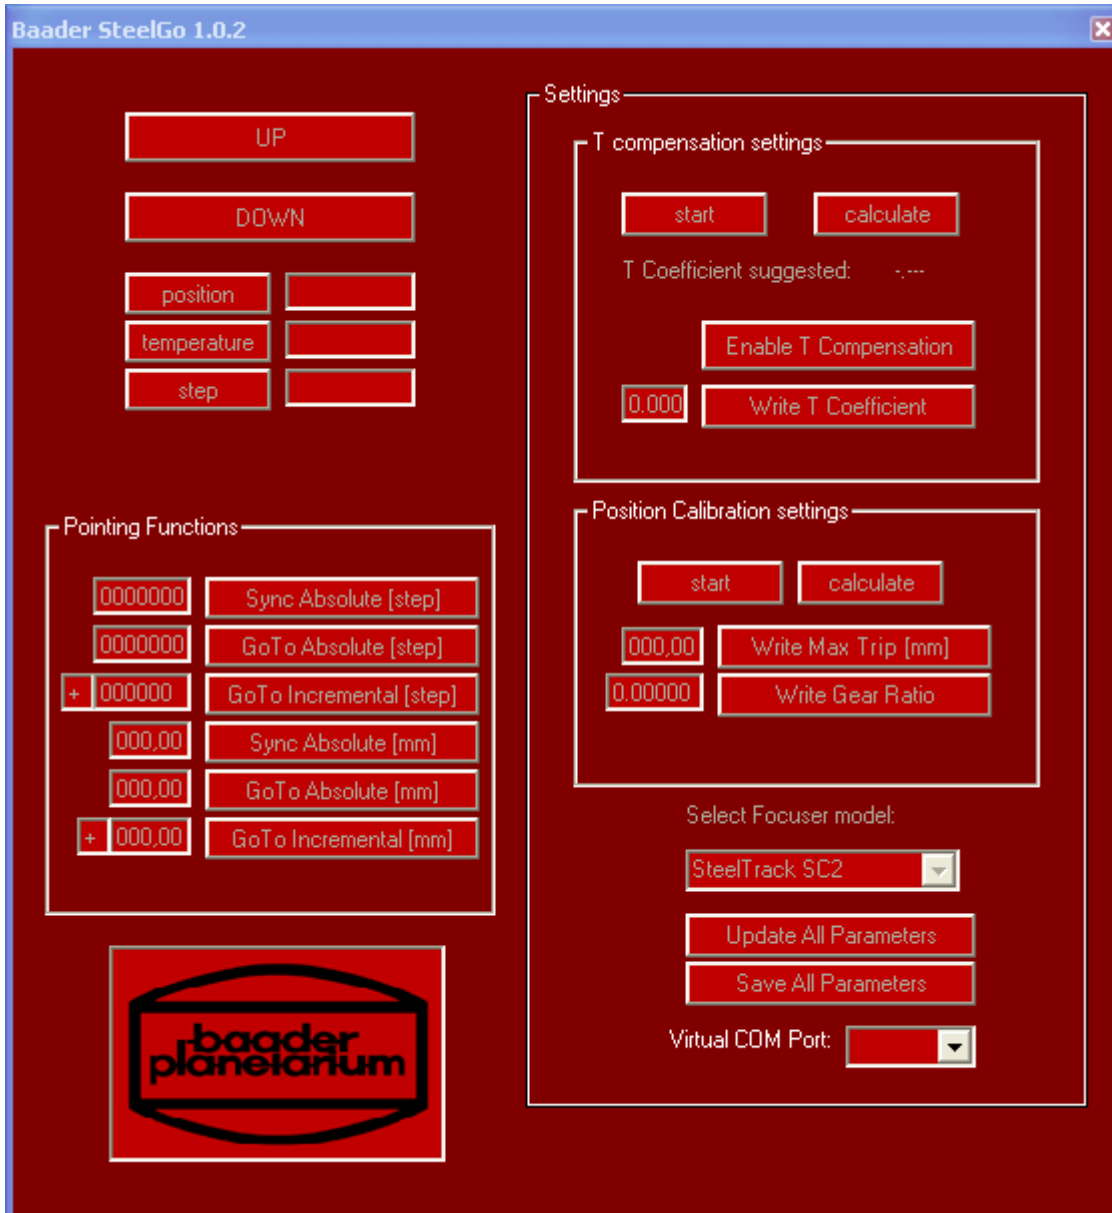 Baader SteelGo 1.0.2
UP
DOWN
position
temperature
step
Pointing Functions
0000000 Sync Absolute [step]
0000000 GoTo Absolute [step]
+ 000000 GoTo Incremental [step]
000,00 Sync Absolute [mm]
000,00 GoTo Absolute [mm]
+ 000,00 GoTo Incremental [mm]
baader
planetarium
Settings
T compensation settings
start calculate
T Coefficient suggested: -.---
Enable T Compensation
0.000 Write T Coefficient
Position Calibration settings
start calculate
000,00 Write Max Trip [mm]
0.00000 Write Gear Ratio
Select Focuser model:
SteelTrack SC2
Update All Parameters
Save All Parameters
Virtual COM Port: